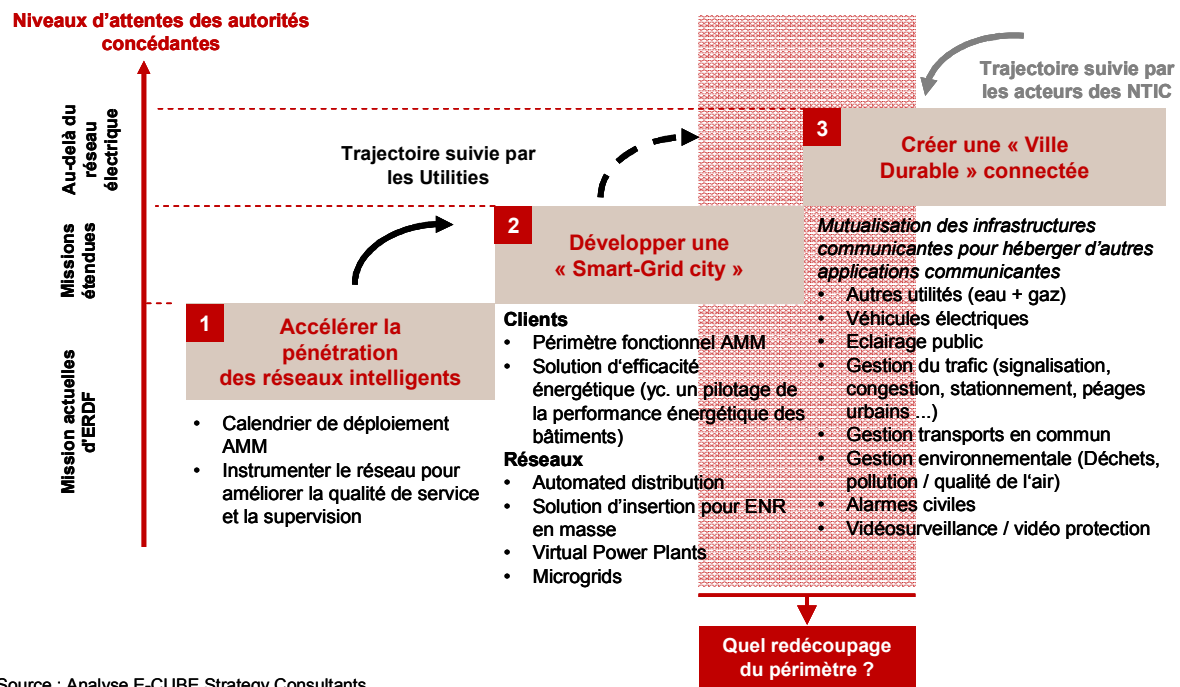 Niveaux d'attentes des autorités
concédantes
Au-delà du
réseau
électrique
Missions
étendues
Mission actuelles
d'ERDF
Trajectoire suivie par
les Utilities
Trajectoire suivie par
les acteurs des NTIC
1
Accélérer la
pénétration
des réseaux intelligents
• Calendrier de déploiement
AMM
• Instrumenter le réseau pour
améliorer la qualité de service
et la supervision
2
Développer une
« Smart-Grid city »
Clients
• Périmètre fonctionnel AMM
• Solution d'efficacité
énergétique (yc. un pilotage de
la performance énergétique des
bâtiments)
Réseaux
• Automated distribution
• Solution d'insertion pour ENR
en masse
• Virtual Power Plants
• Microgrids
3
Créer une « Ville
Durable » connectée
Mutualisation des infrastructures
communicantes pour héberger d'autres
applications communicantes
• Autres utilités (eau + gaz)
• Véhicules électriques
• Eclairage public
• Gestion du trafic (signalisation,
congestion, stationnement, péages
urbains ...)
• Gestion transports en commun
• Gestion environnementale (Déchets,
pollution / qualité de l'air)
• Alarmes civiles
• Vidéosurveillance / vidéo protection
Quel redécoupage
du périmètre ?
Source : Analyse E-CUBE Strategy Consultants